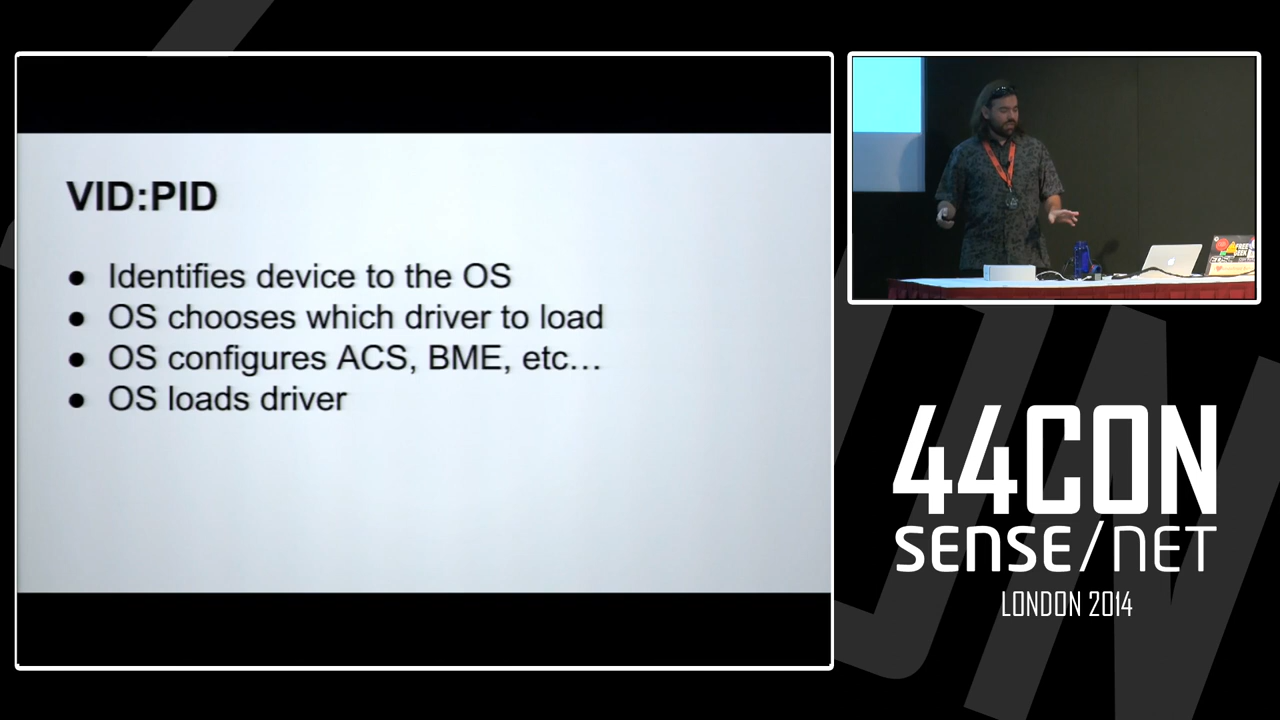 VID:PID
● Identifies device to the OS
● OS chooses which driver to load
● OS configures ACS, BME, etc…
● OS loads driver
44CON
SENSE/NET
LONDON 2014